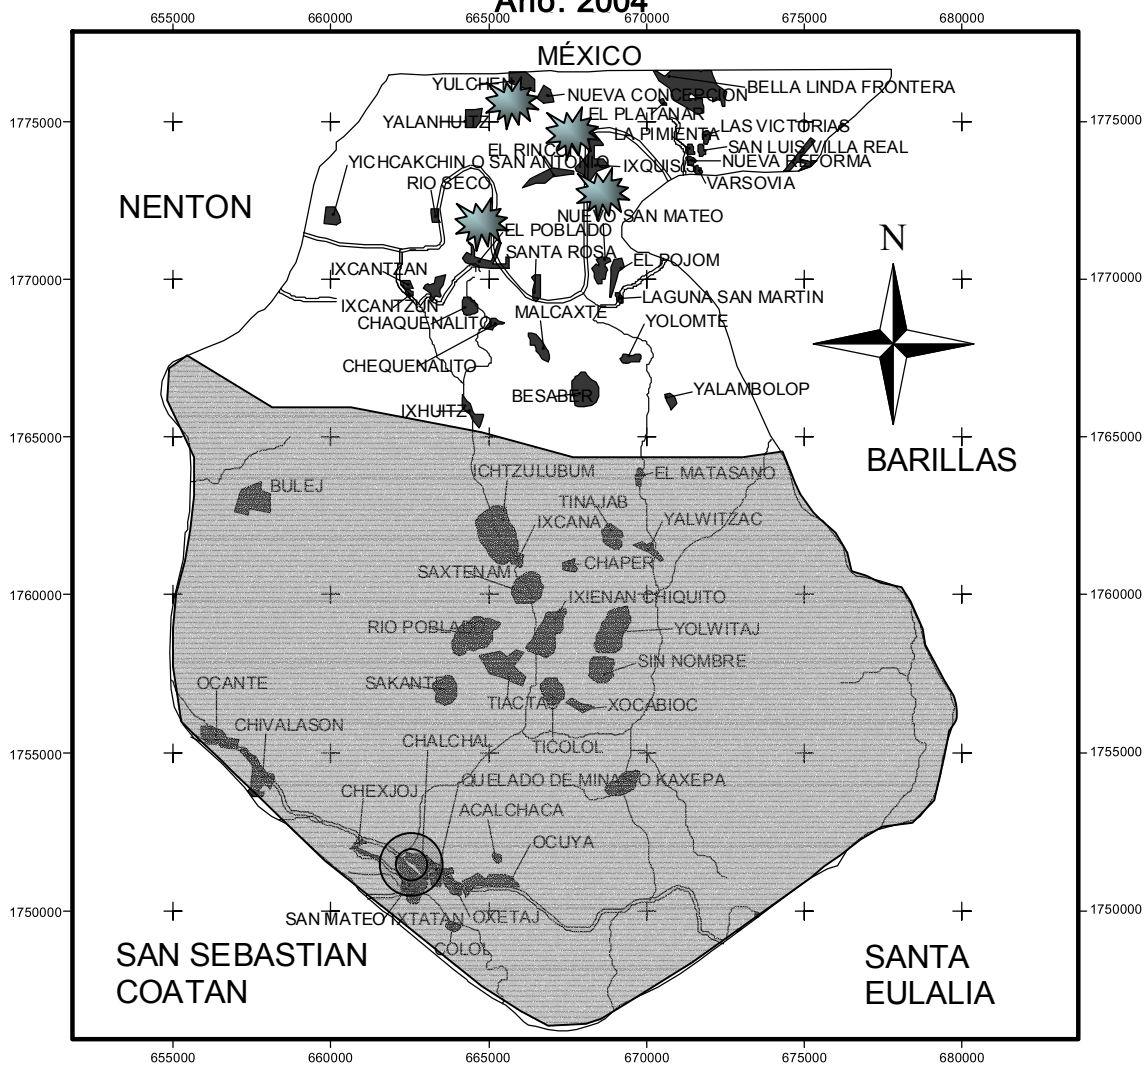 Año: 2004
655000 660000 665000 670000 675000 680000
MÉXICO
YULCHEN I
BELLA LINDA FRONTERA
NUEVA CONCEPCION
EL PLATANAR
1775000
YALANHUITZ
LA PIMIENTA
LAS VICTORIAS
1775000
EL RINCON
SAN LUIS VILLA REAL
YICHCAKCHIN O SAN ANTONIO
IXQUISIS
NUEVA REFORMA
RIO SECO
VARSOVIA
NENTON
NUEVO SAN MATEO
EL POBLADO
N
SANTA ROSA
EL POJOM
IXCANTZAN
1770000
1770000
IXCANTZUN
LAGUNA SAN MARTIN
CHAQUENALITO
MALCAXTE
YOLOMTE
CHEQUENALITO
BESABER
YALAMBOLOP
IXHUITZ
1765000
1765000
BARILLAS
ICHTZULUBUM
EL MATASANO
BULEJ
TINAJAB
IXCANA
YALWITZAC
CHAPER
SAXTENAM
1760000
1760000
IXIENAN CHIQUITO
RIO POBLADO
YOLWITAJ
SIN NOMBRE
OCANTE
SAKANTE
TIACTAC
XOCABIOC
CHIVALASON
CHALCHAL
TICOLOL
1755000
1755000
QUELADO DE MINAS O KAXEPA
CHEXJOJ
ACALCHACA
OCUYA
1750000
SAN MATEO IXTATAN
OXETAJ
1750000
COLOL
SAN SEBASTIAN
COATAN
SANTA
EULALIA
655000 660000 665000 670000 675000 680000